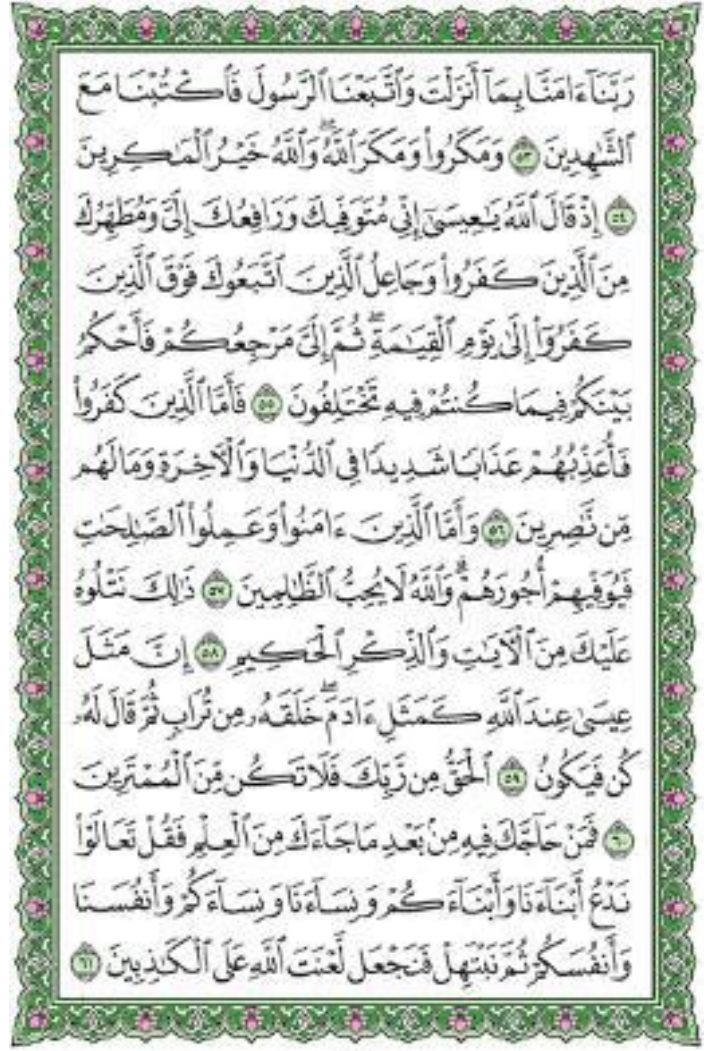 رَبَّنَآ ءَامَنَّا بِمَآ أَنزَلْتَ وَٱتَّبَعْنَا ٱلرَّسُولَ فَٱكْتُبْنَا مَعَ
ٱلشَّٰهِدِينَ ٥٣ وَمَكَرُوا۟ وَمَكَرَ ٱللَّهُ ۖ وَٱللَّهُ خَيْرُ ٱلْمَٰكِرِينَ
٥٤ إِذْ قَالَ ٱللَّهُ يَٰعِيسَىٰٓ إِنِّى مُتَوَفِّيكَ وَرَافِعُكَ إِلَىَّ وَمُطَهِّرُكَ
مِنَ ٱلَّذِينَ كَفَرُوا۟ وَجَاعِلُ ٱلَّذِينَ ٱتَّبَعُوكَ فَوْقَ ٱلَّذِينَ
كَفَرُوٓا۟ إِلَىٰ يَوْمِ ٱلْقِيَٰمَةِ ۖ ثُمَّ إِلَىَّ مَرْجِعُكُمْ فَأَحْكُمُ
بَيْنَكُمْ فِيمَا كُنتُمْ فِيهِ تَخْتَلِفُونَ ٥٥ فَأَمَّا ٱلَّذِينَ كَفَرُوا۟
فَأُعَذِّبُهُمْ عَذَابًا شَدِيدًا فِى ٱلدُّنْيَا وَٱلْءَاخِرَةِ وَمَا لَهُم
مِّن نَّٰصِرِينَ ٥٦ وَأَمَّا ٱلَّذِينَ ءَامَنُوا۟ وَعَمِلُوا۟ ٱلصَّٰلِحَٰتِ
فَيُوَفِّيهِمْ أُجُورَهُمْ ۗ وَٱللَّهُ لَا يُحِبُّ ٱلظَّٰلِمِينَ ٥٧ ذَٰلِكَ نَتْلُوهُ
عَلَيْكَ مِنَ ٱلْءَايَٰتِ وَٱلذِّكْرِ ٱلْحَكِيمِ ٥٨ إِنَّ مَثَلَ
عِيسَىٰ عِندَ ٱللَّهِ كَمَثَلِ ءَادَمَ ۖ خَلَقَهُۥ مِن تُرَابٍ ثُمَّ قَالَ لَهُۥ
كُن فَيَكُونُ ٥٩ ٱلْحَقُّ مِن رَّبِّكَ فَلَا تَكُن مِّنَ ٱلْمُمْتَرِينَ
٦٠ فَمَنْ حَآجَّكَ فِيهِ مِنۢ بَعْدِ مَا جَآءَكَ مِنَ ٱلْعِلْمِ فَقُلْ تَعَالَوْا۟
نَدْعُ أَبْنَآءَنَا وَأَبْنَآءَكُمْ وَنِسَآءَنَا وَنِسَآءَكُمْ وَأَنفُسَنَا
وَأَنفُسَكُمْ ثُمَّ نَبْتَهِلْ فَنَجْعَل لَّعْنَتَ ٱللَّهِ عَلَى ٱلْكَٰذِبِينَ ٦١